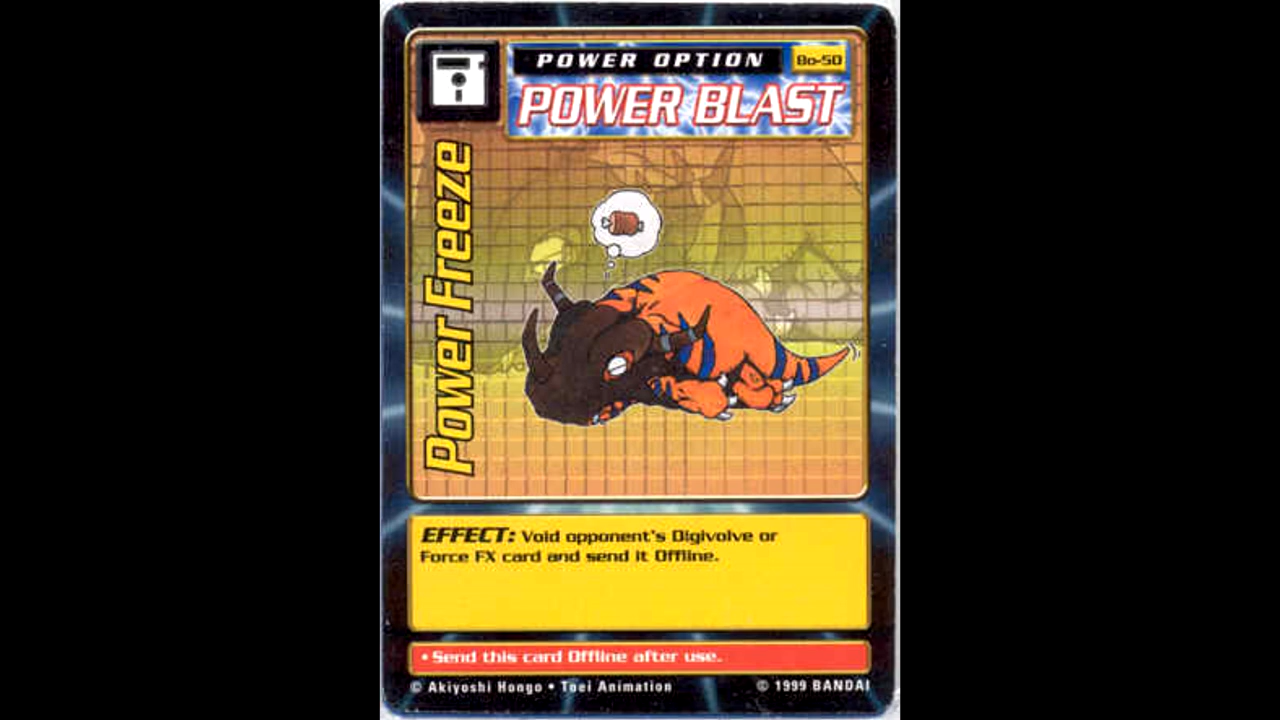 POWER OPTION
Bo-50
POWER BLAST
Power Freeze
EFFECT: Void opponent's Digivolve or
Force FX card and send it Offline.
• Send this card Offline after use.
© Akiyoshi Hongo • Toei Animation
© 1999 BANDAI